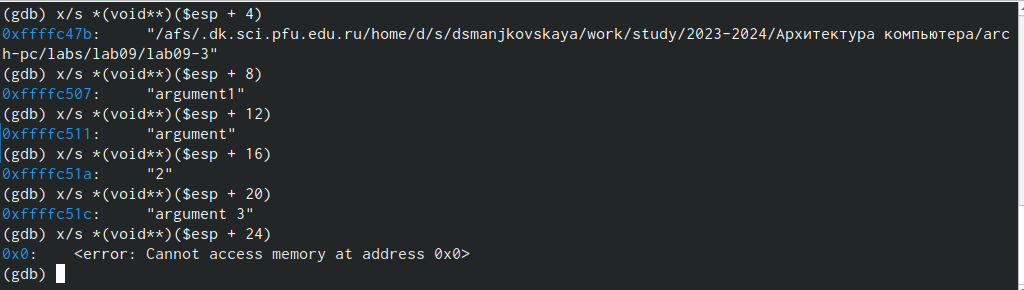 (gdb) x/s *(void**)($esp + 4)
0xffffc47b:     "/afs/.dk.sci.pfu.edu.ru/home/d/s/dsmanjkovskaya/work/study/2023-2024/Архитектура компьютера/arc
h-pc/labs/lab09/lab09-3"
(gdb) x/s *(void**)($esp + 8)
0xffffc507:     "argument1"
(gdb) x/s *(void**)($esp + 12)
0xffffc511:     "argument"
(gdb) x/s *(void**)($esp + 16)
0xffffc51a:     "2"
(gdb) x/s *(void**)($esp + 20)
0xffffc51c:     "argument 3"
(gdb) x/s *(void**)($esp + 24)
0x0:    <error: Cannot access memory at address 0x0>
(gdb)